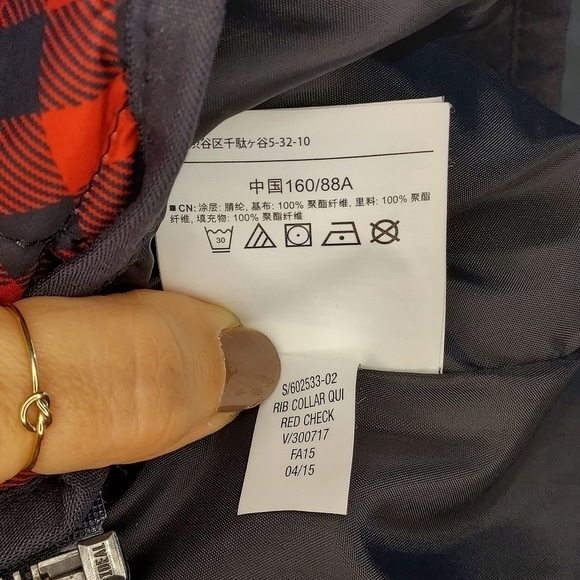 谷区千駄ヶ谷5-32-10
中国160/88A
■ CN: 涂层: 腈纶, 基布: 100% 聚酯纤维, 里料: 100% 聚酯
纤维, 填充物: 100% 聚酯纤维
30
S/602533-02
RIB COLLAR QUI
RED CHECK
V/300717
FA15
04/15
IDEAL